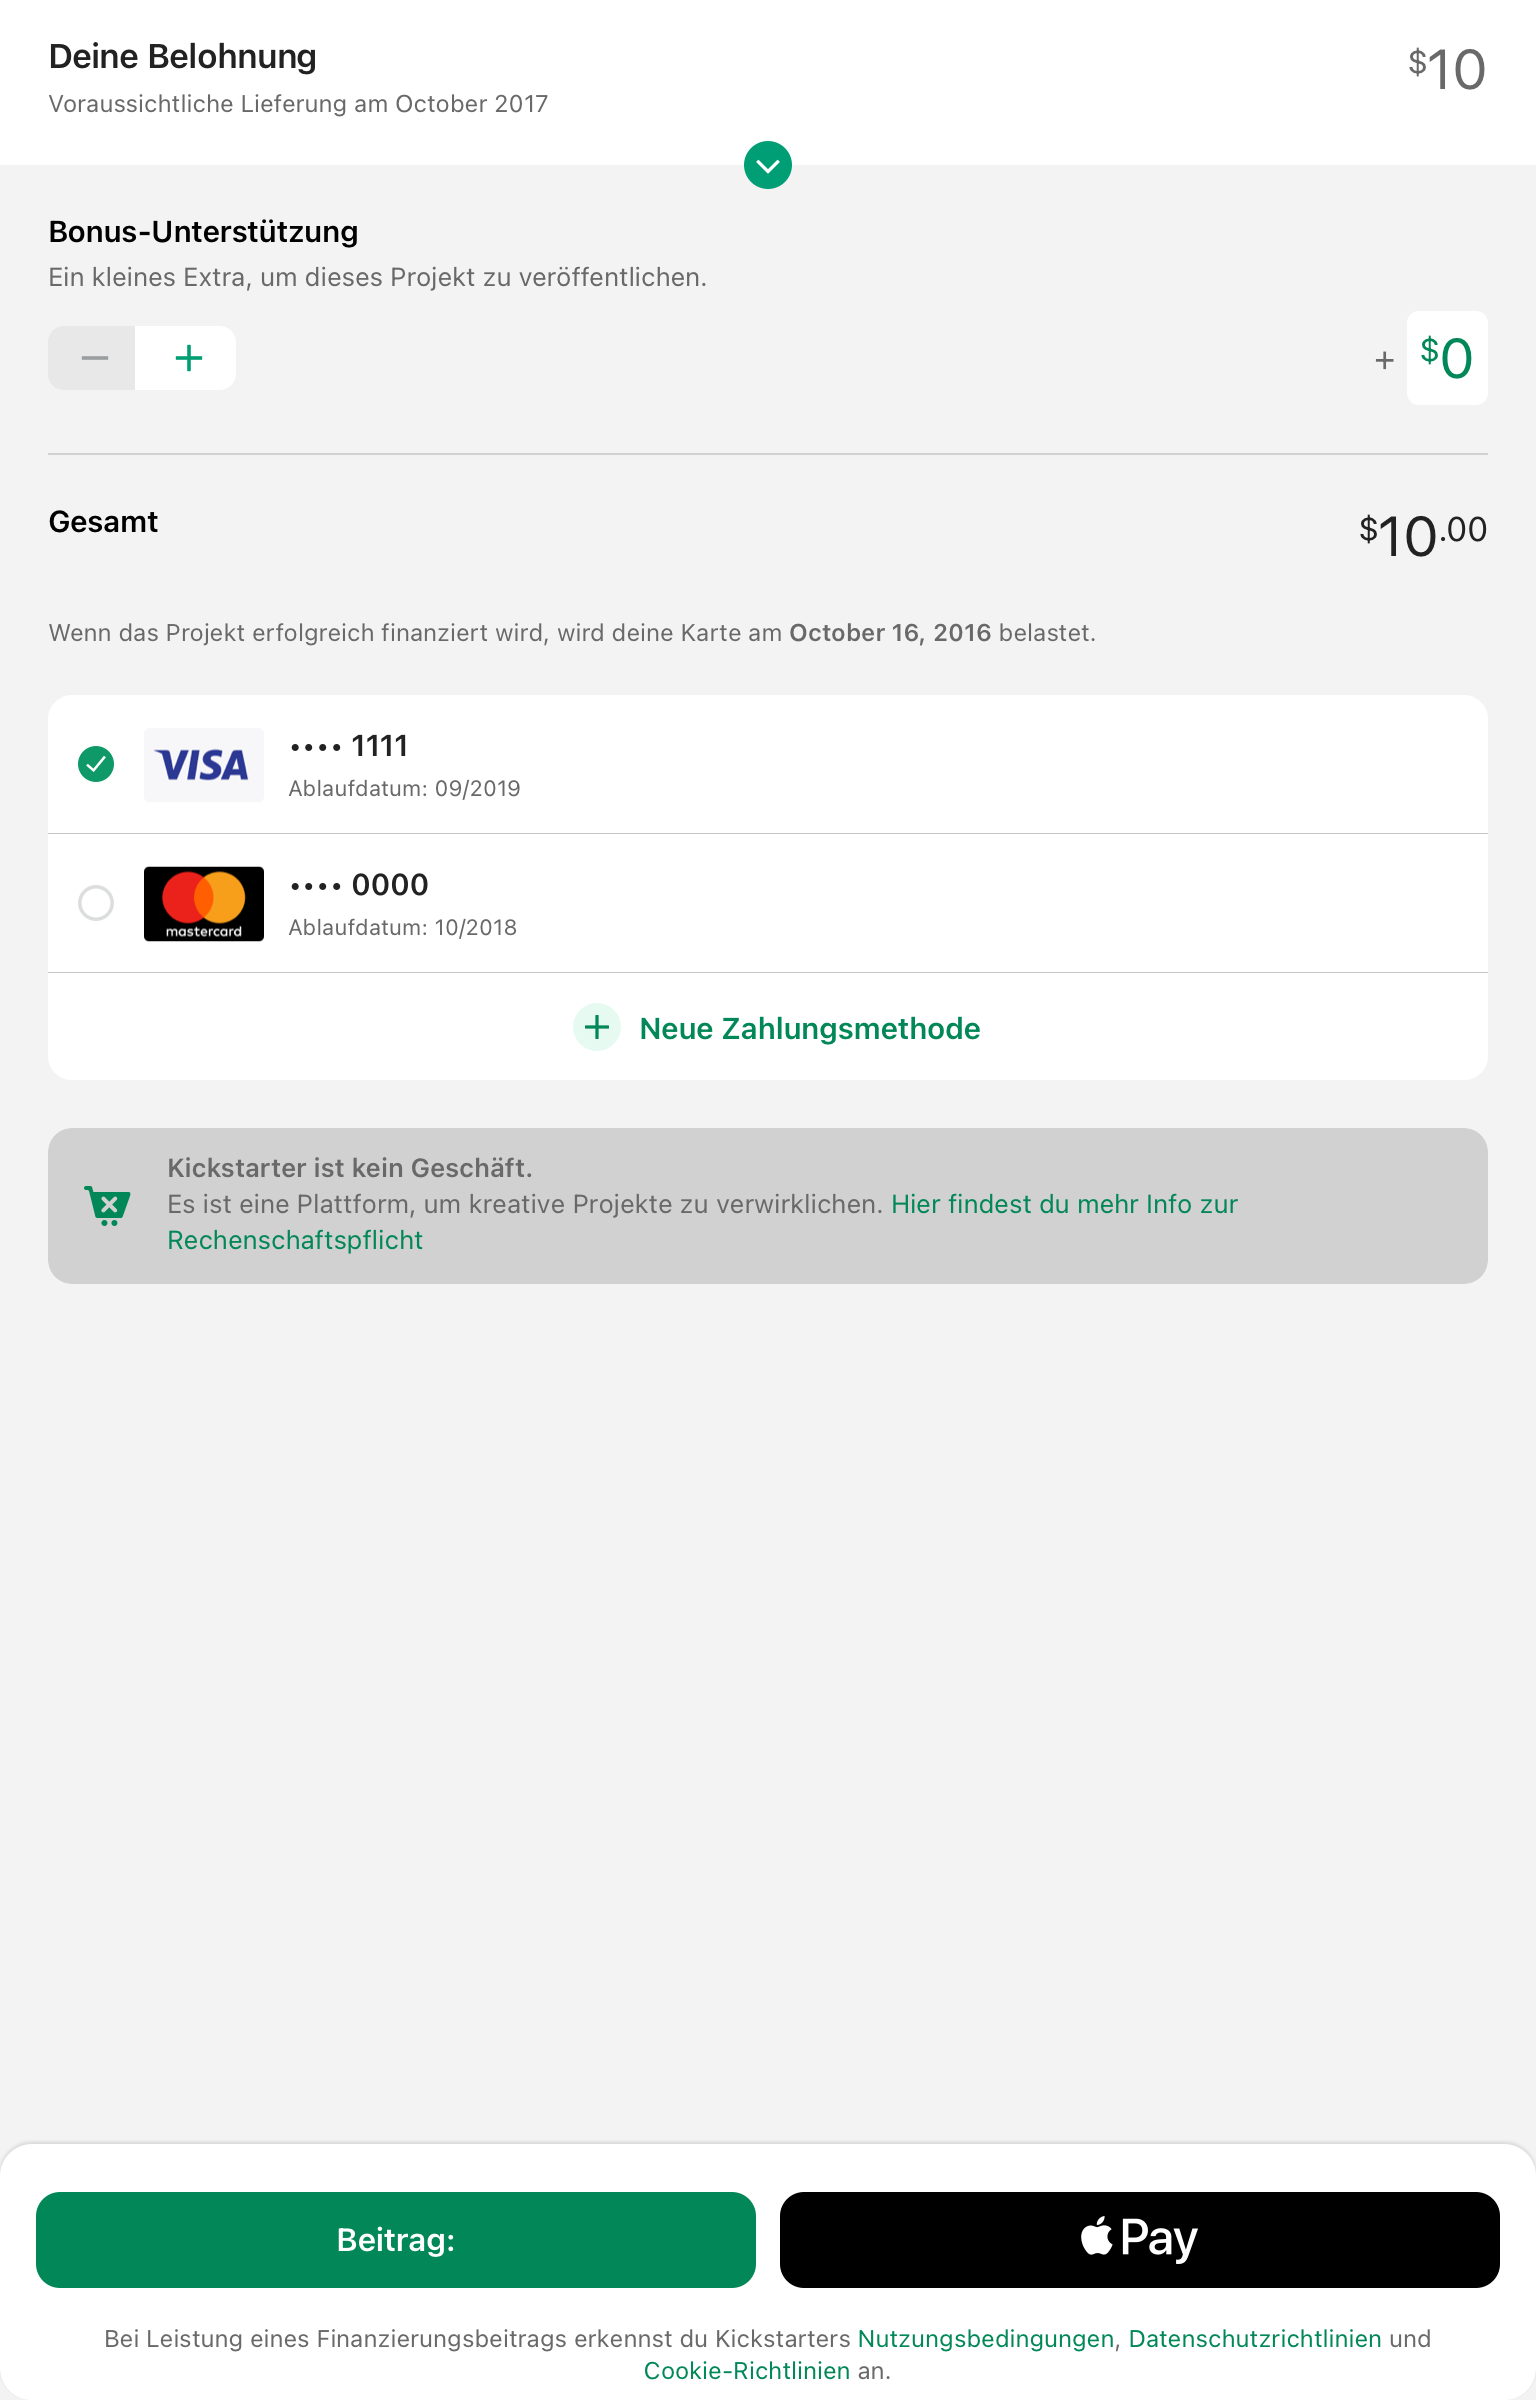 Deine Belohnung
$10
Voraussichtliche Lieferung am October 2017
Bonus-Unterstützung
Ein kleines Extra, um dieses Projekt zu veröffentlichen.
+ $0
Gesamt
$10.00
Wenn das Projekt erfolgreich finanziert wird, wird deine Karte am October 16, 2016 belastet.
VISA
•••• 1111
Ablaufdatum: 09/2019
mastercard
•••• 0000
Ablaufdatum: 10/2018
Neue Zahlungsmethode
Kickstarter ist kein Geschäft.
Es ist eine Plattform, um kreative Projekte zu verwirklichen. Hier findest du mehr Info zur
Rechenschaftspflicht
Beitrag:
Pay
Bei Leistung eines Finanzierungsbeitrags erkennst du Kickstarters Nutzungsbedingungen, Datenschutzrichtlinien und
Cookie-Richtlinien an.